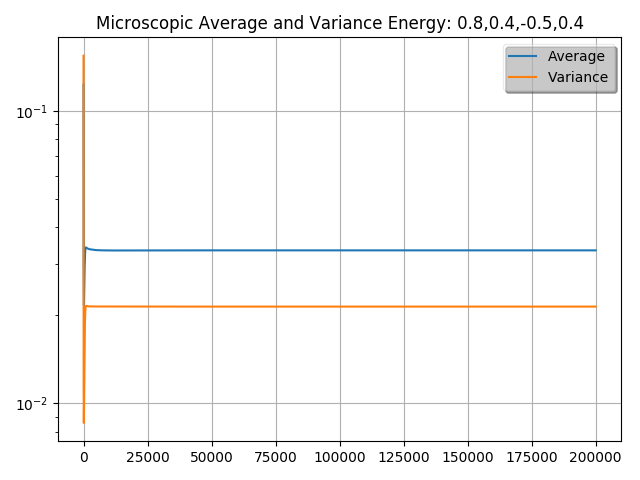 Microscopic Average and Variance Energy: 0.8,0.4,-0.5,0.4
Average
Variance
10⁻¹
10⁻²
0 25000 50000 75000 100000 125000 150000 175000 200000